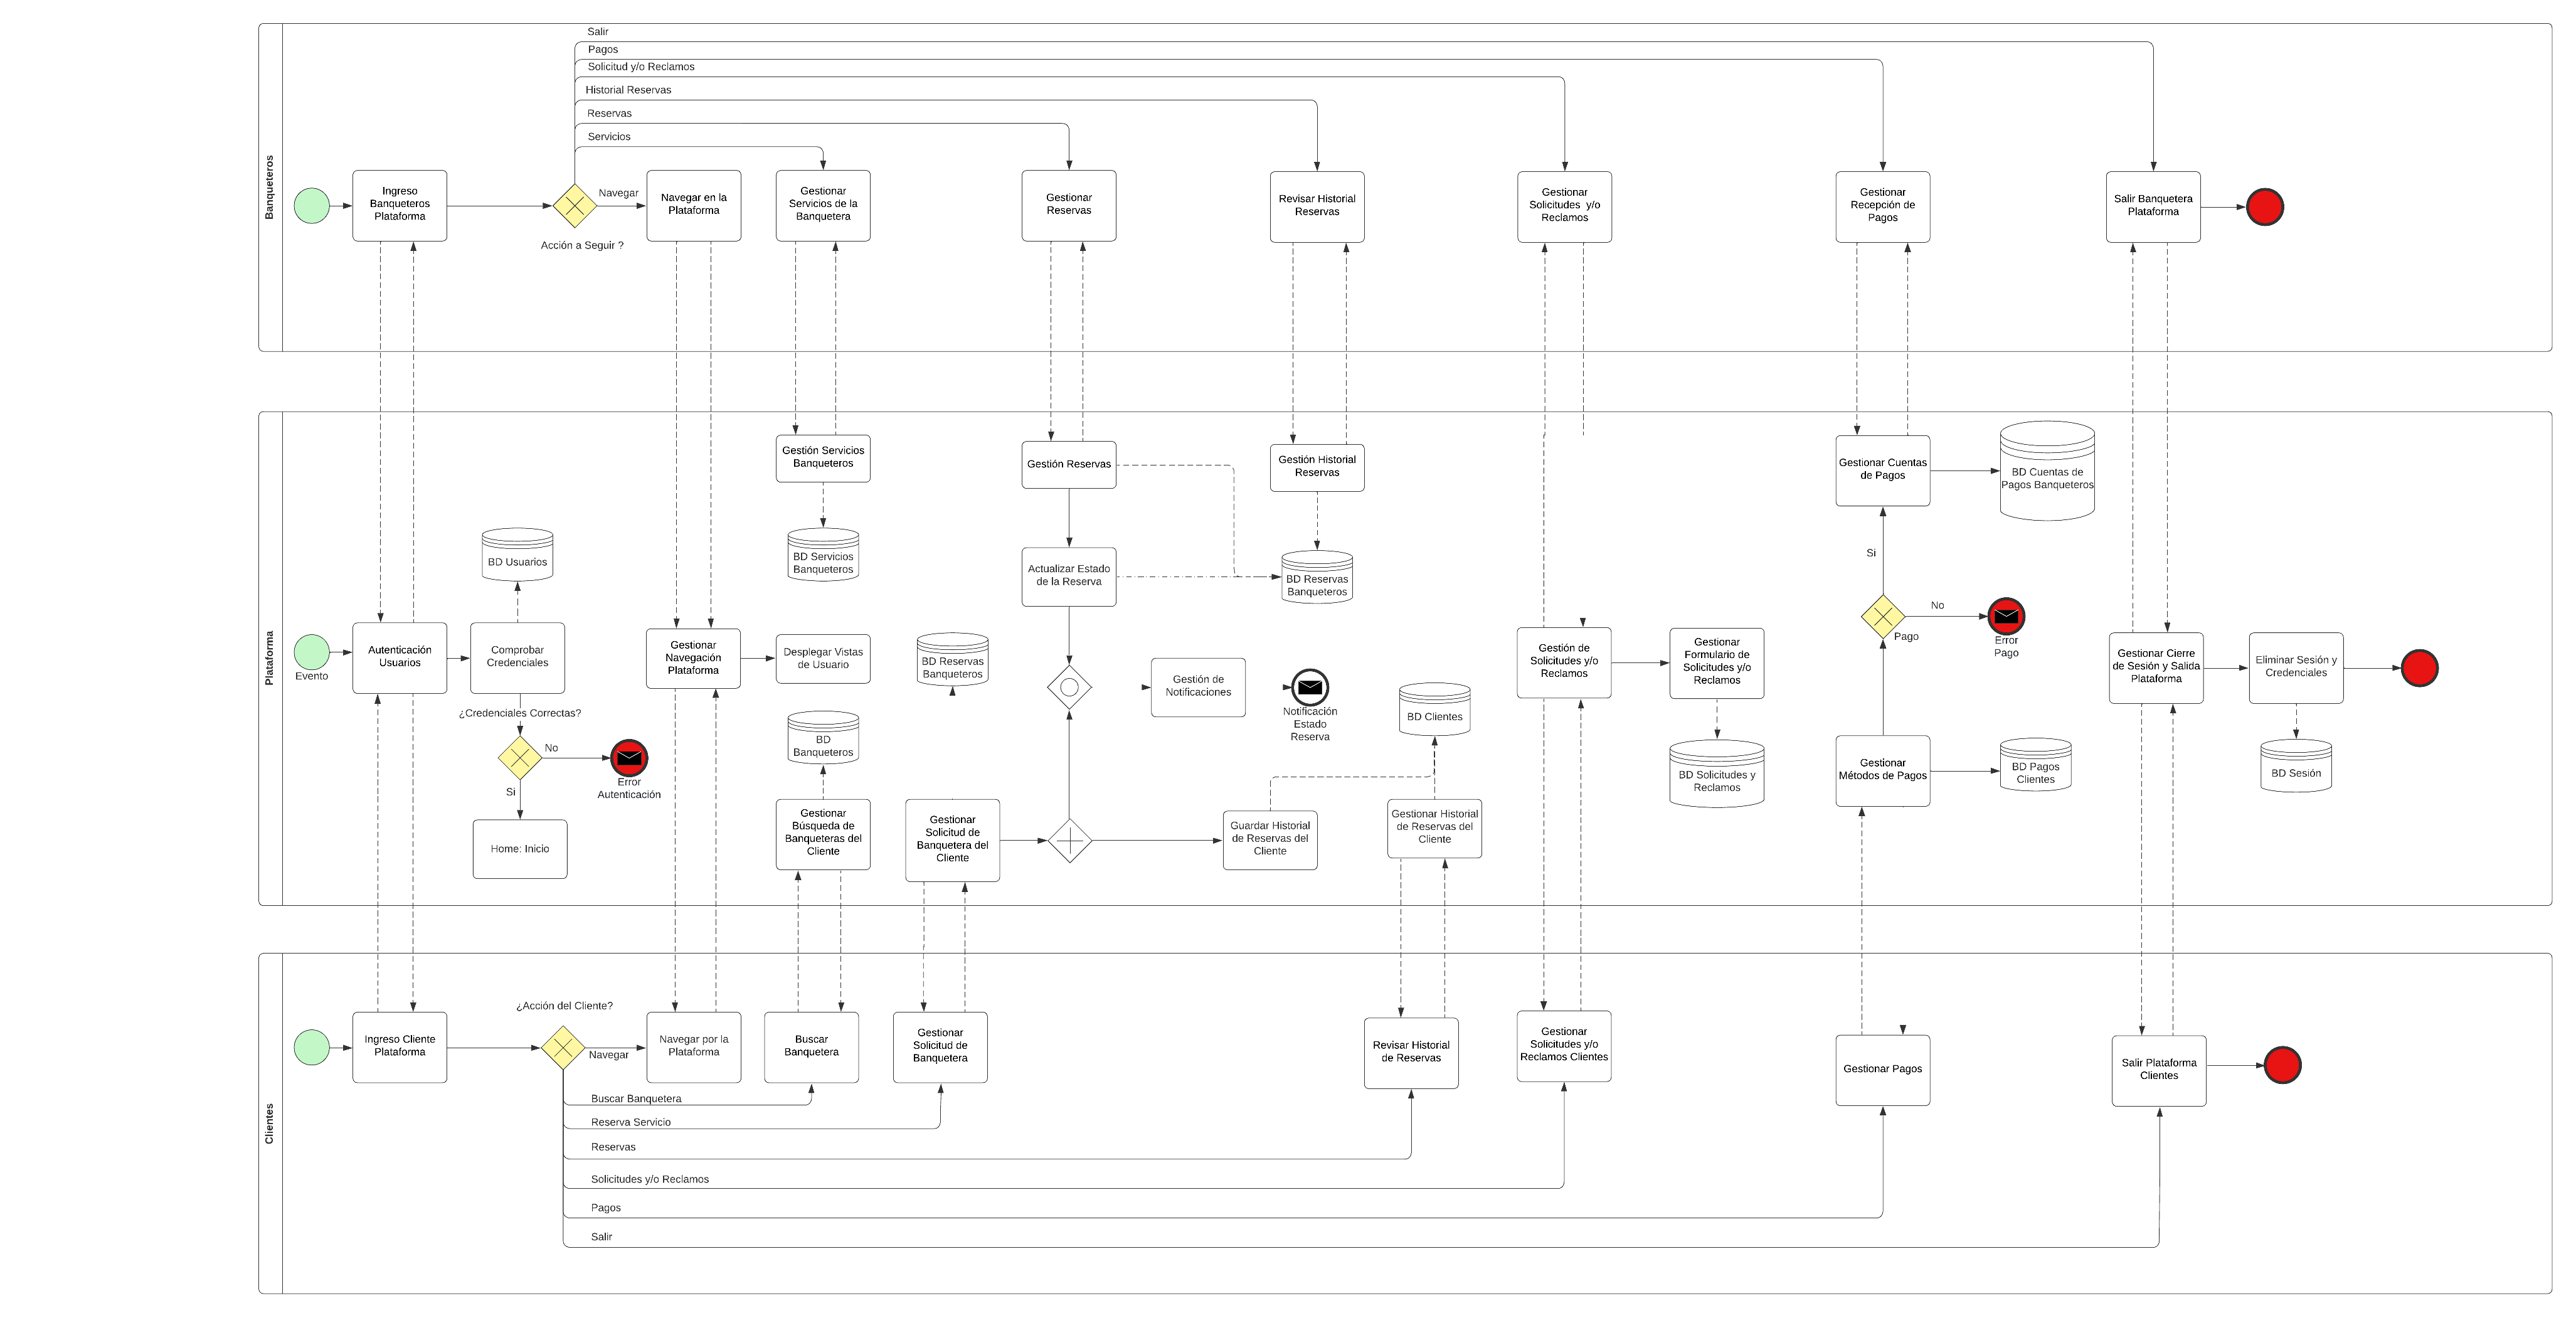 Banqueteros
Salir
Pagos
Solicitud y/o Reclamos
Historial Reservas
Reservas
Servicios
Ingreso
Banqueteros
Plataforma
Navegar
Acción a Seguir ?
Navegar en la
Plataforma
Gestionar
Servicios de la
Banquetera
Gestionar
Reservas
Revisar Historial
Reservas
Gestionar
Solicitudes y/o
Reclamos
Gestionar
Recepción de
Pagos
Salir Banquetera
Plataforma
Plataforma
Evento
Autenticación
Usuarios
BD Usuarios
Comprobar
Credenciales
¿Credenciales Correctas?
No
Si
Error
Autenticación
Home: Inicio
Gestionar
Navegación
Plataforma
Gestión Servicios
Banqueteros
BD Servicios
Banqueteros
Desplegar Vistas
de Usuario
BD
Banqueteros
Gestionar
Búsqueda de
Banqueteras del
Cliente
BD Reservas
Banqueteros
Gestionar
Solicitud de
Banquetera del
Cliente
Gestión Reservas
Actualizar Estado
de la Reserva
Gestión de
Notificaciones
Notificación
Estado
Reserva
Gestión Historial
Reservas
BD Reservas
Banqueteros
Guardar Historial
de Reservas del
Cliente
BD Clientes
Gestionar Historial
de Reservas del
Cliente
Gestión de
Solicitudes y/o
Reclamos
Gestionar
Formulario de
Solicitudes y/o
Reclamos
BD Solicitudes y
Reclamos
Gestionar Cuentas
de Pagos
BD Cuentas de
Pagos Banqueteros
Si
No
Pago
Error
Pago
Gestionar
Métodos de Pagos
BD Pagos
Clientes
Gestionar Cierre
de Sesión y Salida
Plataforma
Eliminar Sesión y
Credenciales
BD Sesión
Clientes
Ingreso Cliente
Plataforma
¿Acción del Cliente?
Navegar
Navegar por la
Plataforma
Buscar
Banquetera
Gestionar
Solicitud de
Banquetera
Revisar Historial
de Reservas
Gestionar
Solicitudes y/o
Reclamos Clientes
Gestionar Pagos
Salir Plataforma
Clientes
Buscar Banquetera
Reserva Servicio
Reservas
Solicitudes y/o Reclamos
Pagos
Salir